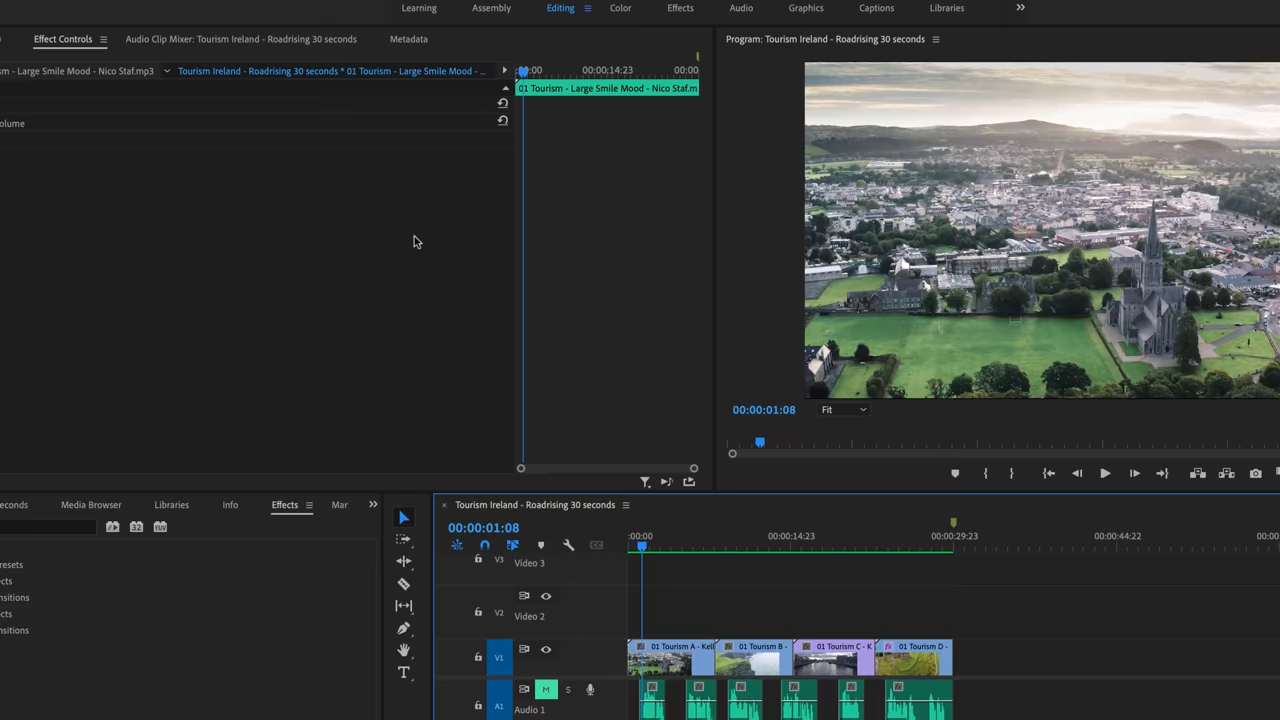 Learning Assembly Editing Color Effects Audio Graphics Captions Libraries
Effect Controls Audio Clip Mixer: Tourism Ireland - Roadrising 30 seconds Metadata
Program: Tourism Ireland - Roadrising 30 seconds
sm - Large Smile Mood - Nico Staf.mp3 Tourism Ireland - Roadrising 30 seconds * 01 Tourism - Large Smile Mood - ...
:00:00 00:00:14:23 00:00
01 Tourism - Large Smile Mood - Nico Staf.m
olume
00:00:01:08 Fit
econds Media Browser Libraries Info Effects Mar
resets
cts
nsitions
cts
nsitions
Tourism Ireland - Roadrising 30 seconds
00:00:01:08
:00:00 00:00:14:23 00:00:29:23 00:00:44:22 00:00
V3 Video 3
V2 Video 2
V1 01 Tourism A - Kell 01 Tourism B - 01 Tourism C - K 01 Tourism D -
M S
A1 Audio 1